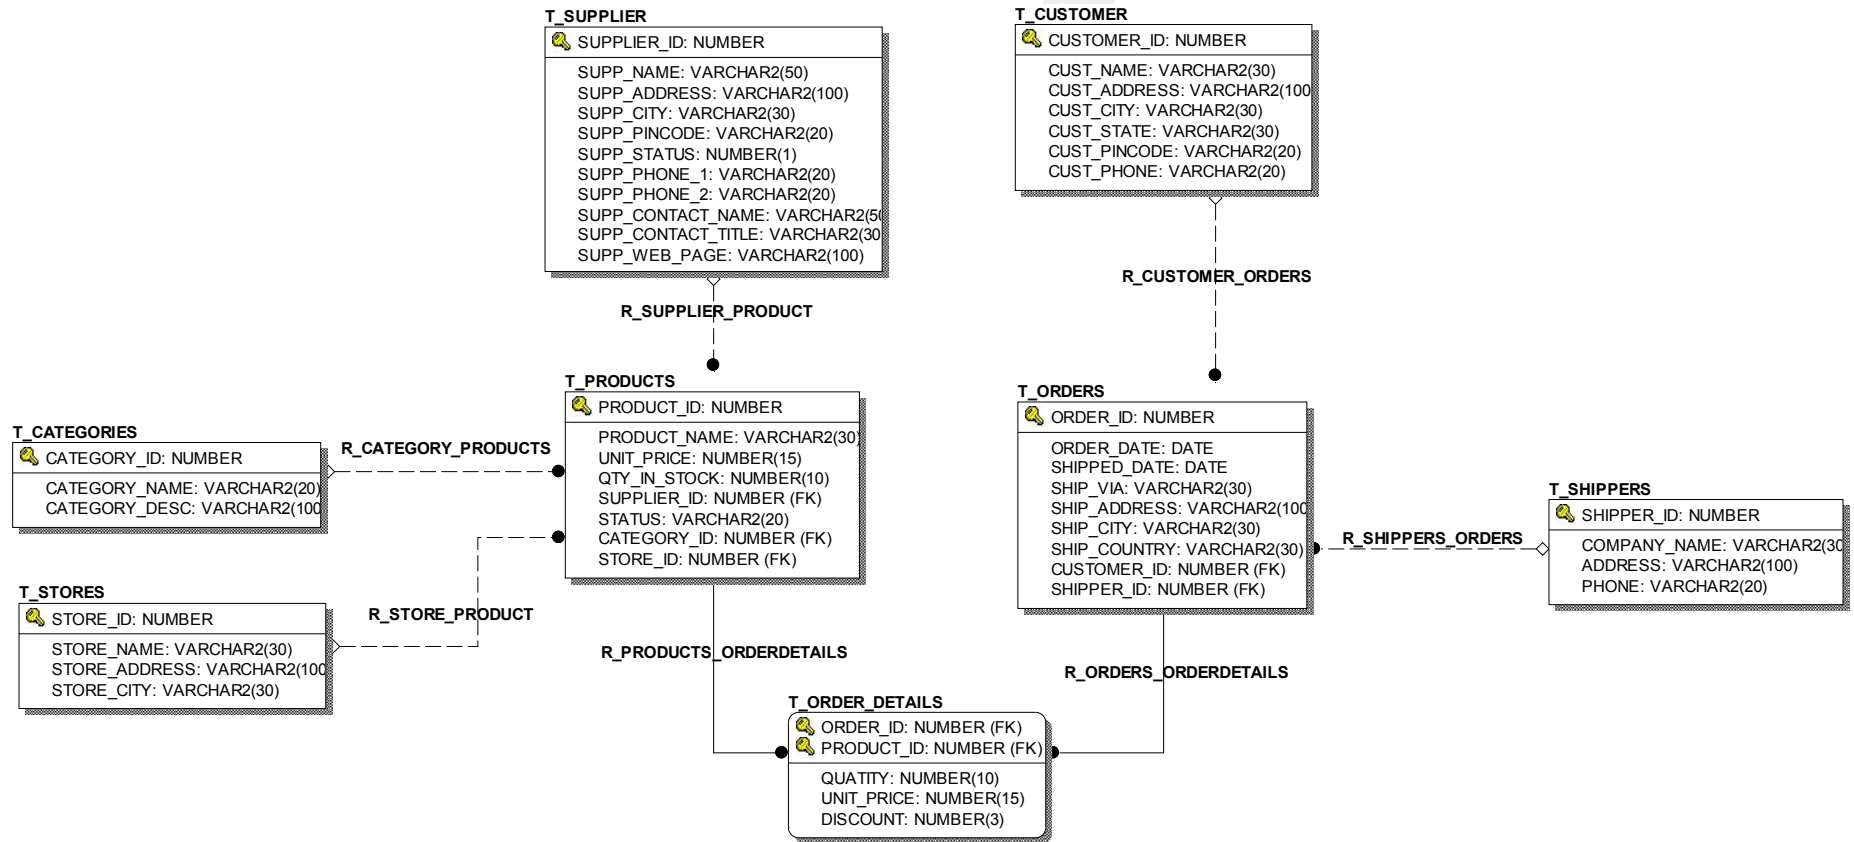 T_SUPPLIER
SUPPLIER_ID: NUMBER
SUPP_NAME: VARCHAR2(50)
SUPP_ADDRESS: VARCHAR2(100)
SUPP_CITY: VARCHAR2(30)
SUPP_PINCODE: VARCHAR2(20)
SUPP_STATUS: NUMBER(1)
SUPP_PHONE_1: VARCHAR2(20)
SUPP_PHONE_2: VARCHAR2(20)
SUPP_CONTACT_NAME: VARCHAR2(50
SUPP_CONTACT_TITLE: VARCHAR2(30
SUPP_WEB_PAGE: VARCHAR2(100)
T_CUSTOMER
CUSTOMER_ID: NUMBER
CUST_NAME: VARCHAR2(30)
CUST_ADDRESS: VARCHAR2(100
CUST_CITY: VARCHAR2(30)
CUST_STATE: VARCHAR2(30)
CUST_PINCODE: VARCHAR2(20)
CUST_PHONE: VARCHAR2(20)
R_SUPPLIER_PRODUCT
R_CUSTOMER_ORDERS
T_CATEGORIES
CATEGORY_ID: NUMBER
CATEGORY_NAME: VARCHAR2(20)
CATEGORY_DESC: VARCHAR2(100
R_CATEGORY_PRODUCTS
T_PRODUCTS
PRODUCT_ID: NUMBER
PRODUCT_NAME: VARCHAR2(30)
UNIT_PRICE: NUMBER(15)
QTY_IN_STOCK: NUMBER(10)
SUPPLIER_ID: NUMBER (FK)
STATUS: VARCHAR2(20)
CATEGORY_ID: NUMBER (FK)
STORE_ID: NUMBER (FK)
T_ORDERS
ORDER_ID: NUMBER
ORDER_DATE: DATE
SHIPPED_DATE: DATE
SHIP_VIA: VARCHAR2(30)
SHIP_ADDRESS: VARCHAR2(100
SHIP_CITY: VARCHAR2(30)
SHIP_COUNTRY: VARCHAR2(30)
CUSTOMER_ID: NUMBER (FK)
SHIPPER_ID: NUMBER (FK)
R_SHIPPERS_ORDERS
T_SHIPPERS
SHIPPER_ID: NUMBER
COMPANY_NAME: VARCHAR2(30
ADDRESS: VARCHAR2(100)
PHONE: VARCHAR2(20)
T_STORES
STORE_ID: NUMBER
STORE_NAME: VARCHAR2(30)
STORE_ADDRESS: VARCHAR2(100
STORE_CITY: VARCHAR2(30)
R_STORE_PRODUCT
R_PRODUCTS_ORDERDETAILS
R_ORDERS_ORDERDETAILS
T_ORDER_DETAILS
ORDER_ID: NUMBER (FK)
PRODUCT_ID: NUMBER (FK)
QUATITY: NUMBER(10)
UNIT_PRICE: NUMBER(15)
DISCOUNT: NUMBER(3)